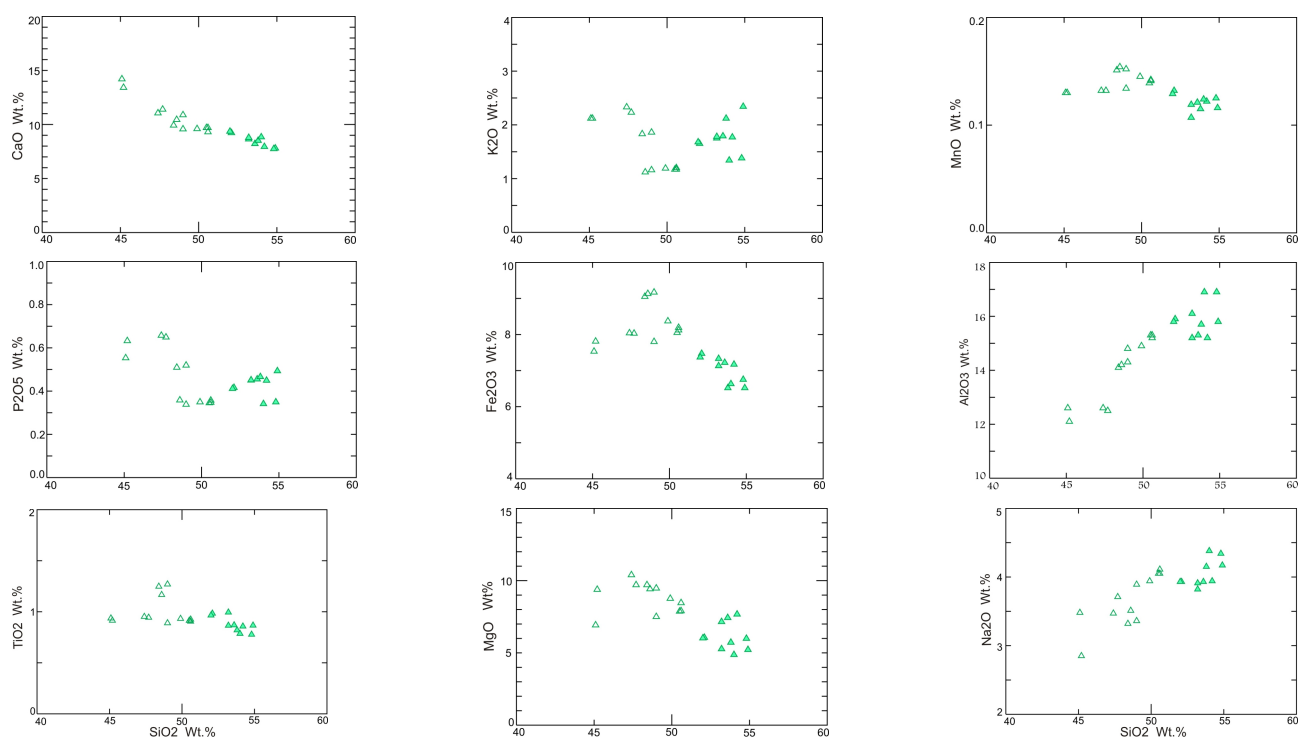 CaO Wt.%
20
15
10
5
0
40 45 50 55 60
K2O Wt.%
4
3
2
1
0
40 45 50 55 60
MnO Wt.%
0.2
0.1
0.0
40 45 50 55 60
P2O5 Wt.%
1.0
0.8
0.6
0.4
0.2
0.0
40 45 50 55 60
Fe2O3 Wt.%
10
8
6
4
40 45 50 55 60
Al2O3 Wt.%
18
16
14
12
10
40 45 50 55 60
TiO2 Wt.%
2
1
0
40 45 50 55 60
SiO2 Wt.%
MgO Wt%
15
10
5
0
40 45 50 55 60
Na2O Wt.%
5
4
3
2
40 45 50 55 60
SiO2 Wt.%